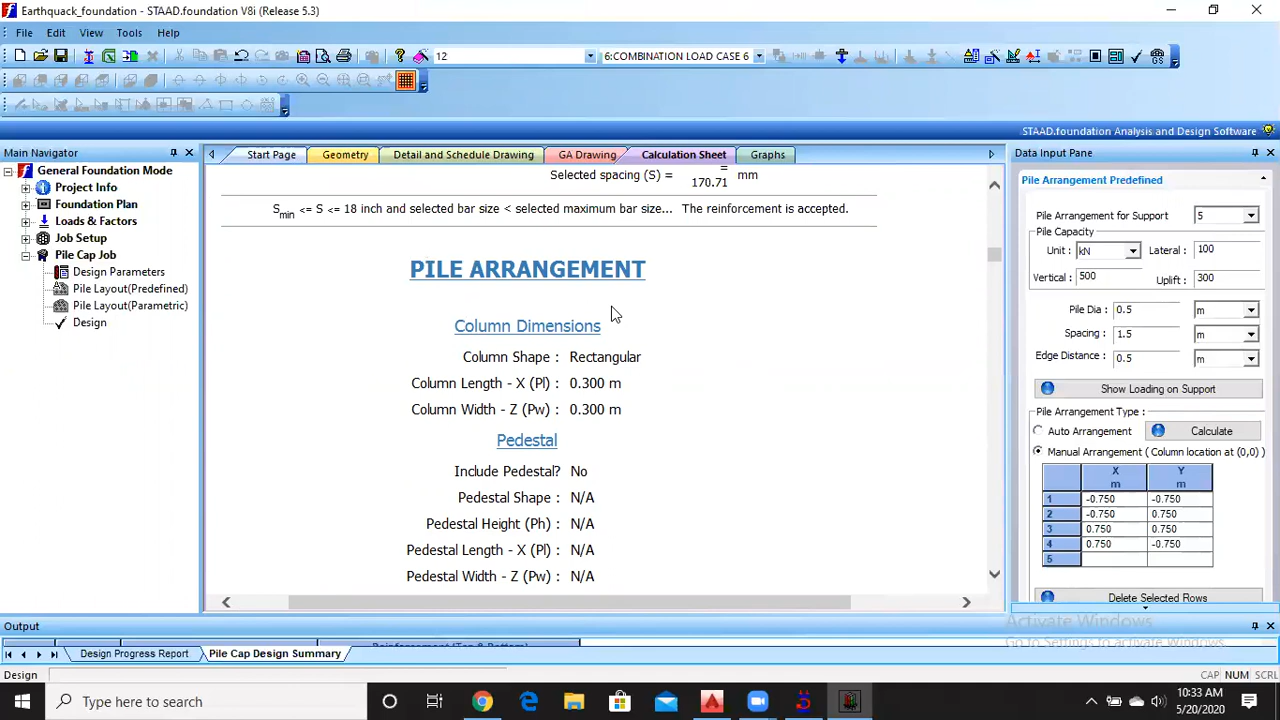 Earthquack_foundation - STAAD.foundation V8i (Release 5.3)
File Edit View Tools Help
12 6:COMBINATION LOAD CASE 6
STAAD.foundation Analysis and Design Software
Main Navigator
General Foundation Mode
Project Info
Foundation Plan
Loads & Factors
Job Setup
Pile Cap Job
Design Parameters
Pile Layout(Predefined)
Pile Layout(Parametric)
Design
Start Page Geometry Detail and Schedule Drawing GA Drawing Calculation Sheet Graphs
Selected spacing (S) = = 170.71 mm
Smin <= S <= 18 inch and selected bar size < selected maximum bar size... The reinforcement is accepted.
PILE ARRANGEMENT
Column Dimensions
Column Shape : Rectangular
Column Length - X (Pl) : 0.300 m
Column Width - Z (Pw) : 0.300 m
Pedestal
Include Pedestal? No
Pedestal Shape : N/A
Pedestal Height (Ph) : N/A
Pedestal Length - X (Pl) : N/A
Pedestal Width - Z (Pw) : N/A
Data Input Pane
Pile Arrangement Predefined
Pile Arrangement for Support 5
Pile Capacity
Unit : kN Lateral : 100
Vertical : 500 Uplift : 300
Pile Dia : 0.5 m
Spacing : 1.5 m
Edge Distance : 0.5 m
Show Loading on Support
Pile Arrangement Type :
Auto Arrangement Calculate
Manual Arrangement ( Column location at (0,0) )
X Y
m m
1 -0.750 -0.750
2 -0.750 0.750
3 0.750 0.750
4 0.750 -0.750
5
Delete Selected Rows
Activate Windows
Go to Settings to activate Windows.
Output
Design Progress Report Pile Cap Design Summary
Design CAP NUM SCRL
Type here to search
10:33 AM
5/20/2020